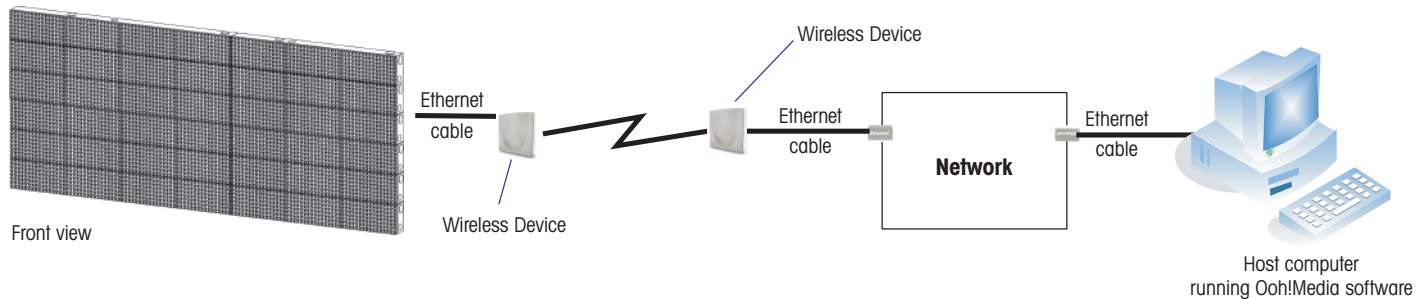 Wireless Device
Ethernet
cable
Ethernet
cable
Ethernet
cable
Ethernet
Network
Wireless Device
Front view
Host computer
running Ooh!Media software